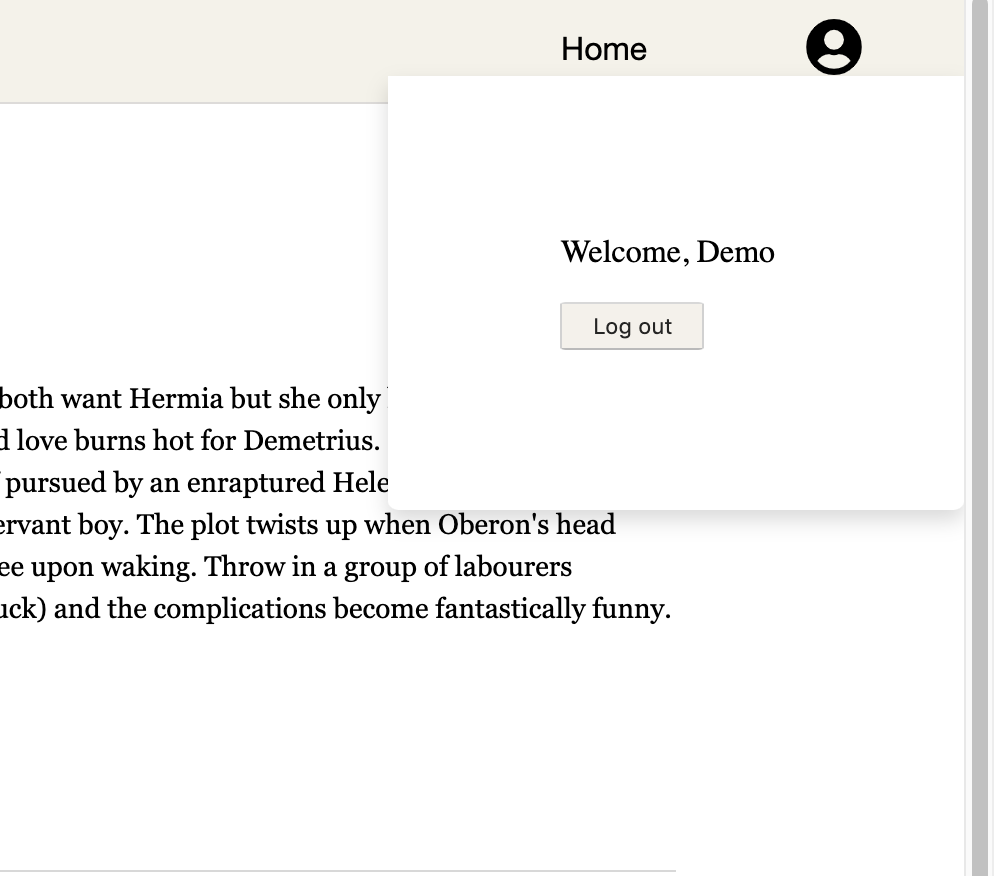 Home
Welcome, Demo
Log out
both want Hermia but she only
love burns hot for Demetrius.
pursued by an enraptured Hele
ervant boy. The plot twists up when Oberon's head
ee upon waking. Throw in a group of labourers
uck) and the complications become fantastically funny.